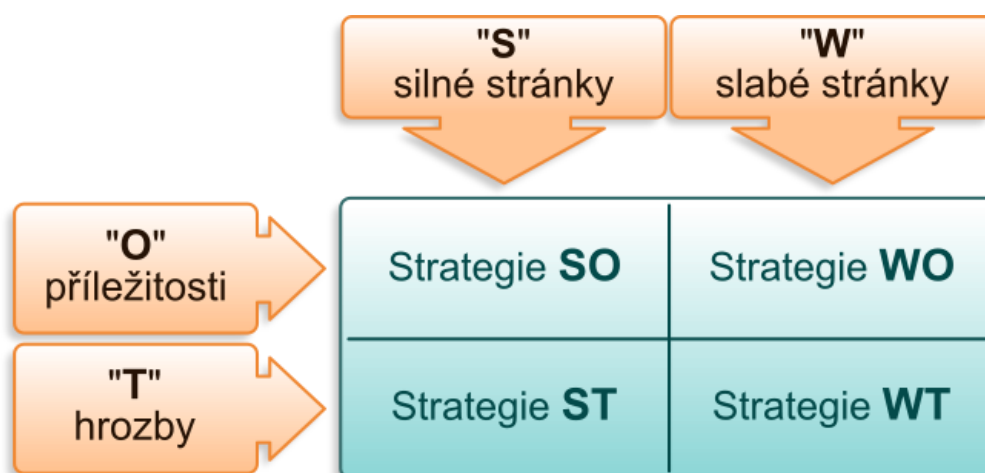 "S"
silné stránky
"W"
slabé stránky
"O"
příležitosti
Strategie SO
Strategie WO
"T"
hrozby
Strategie ST
Strategie WT